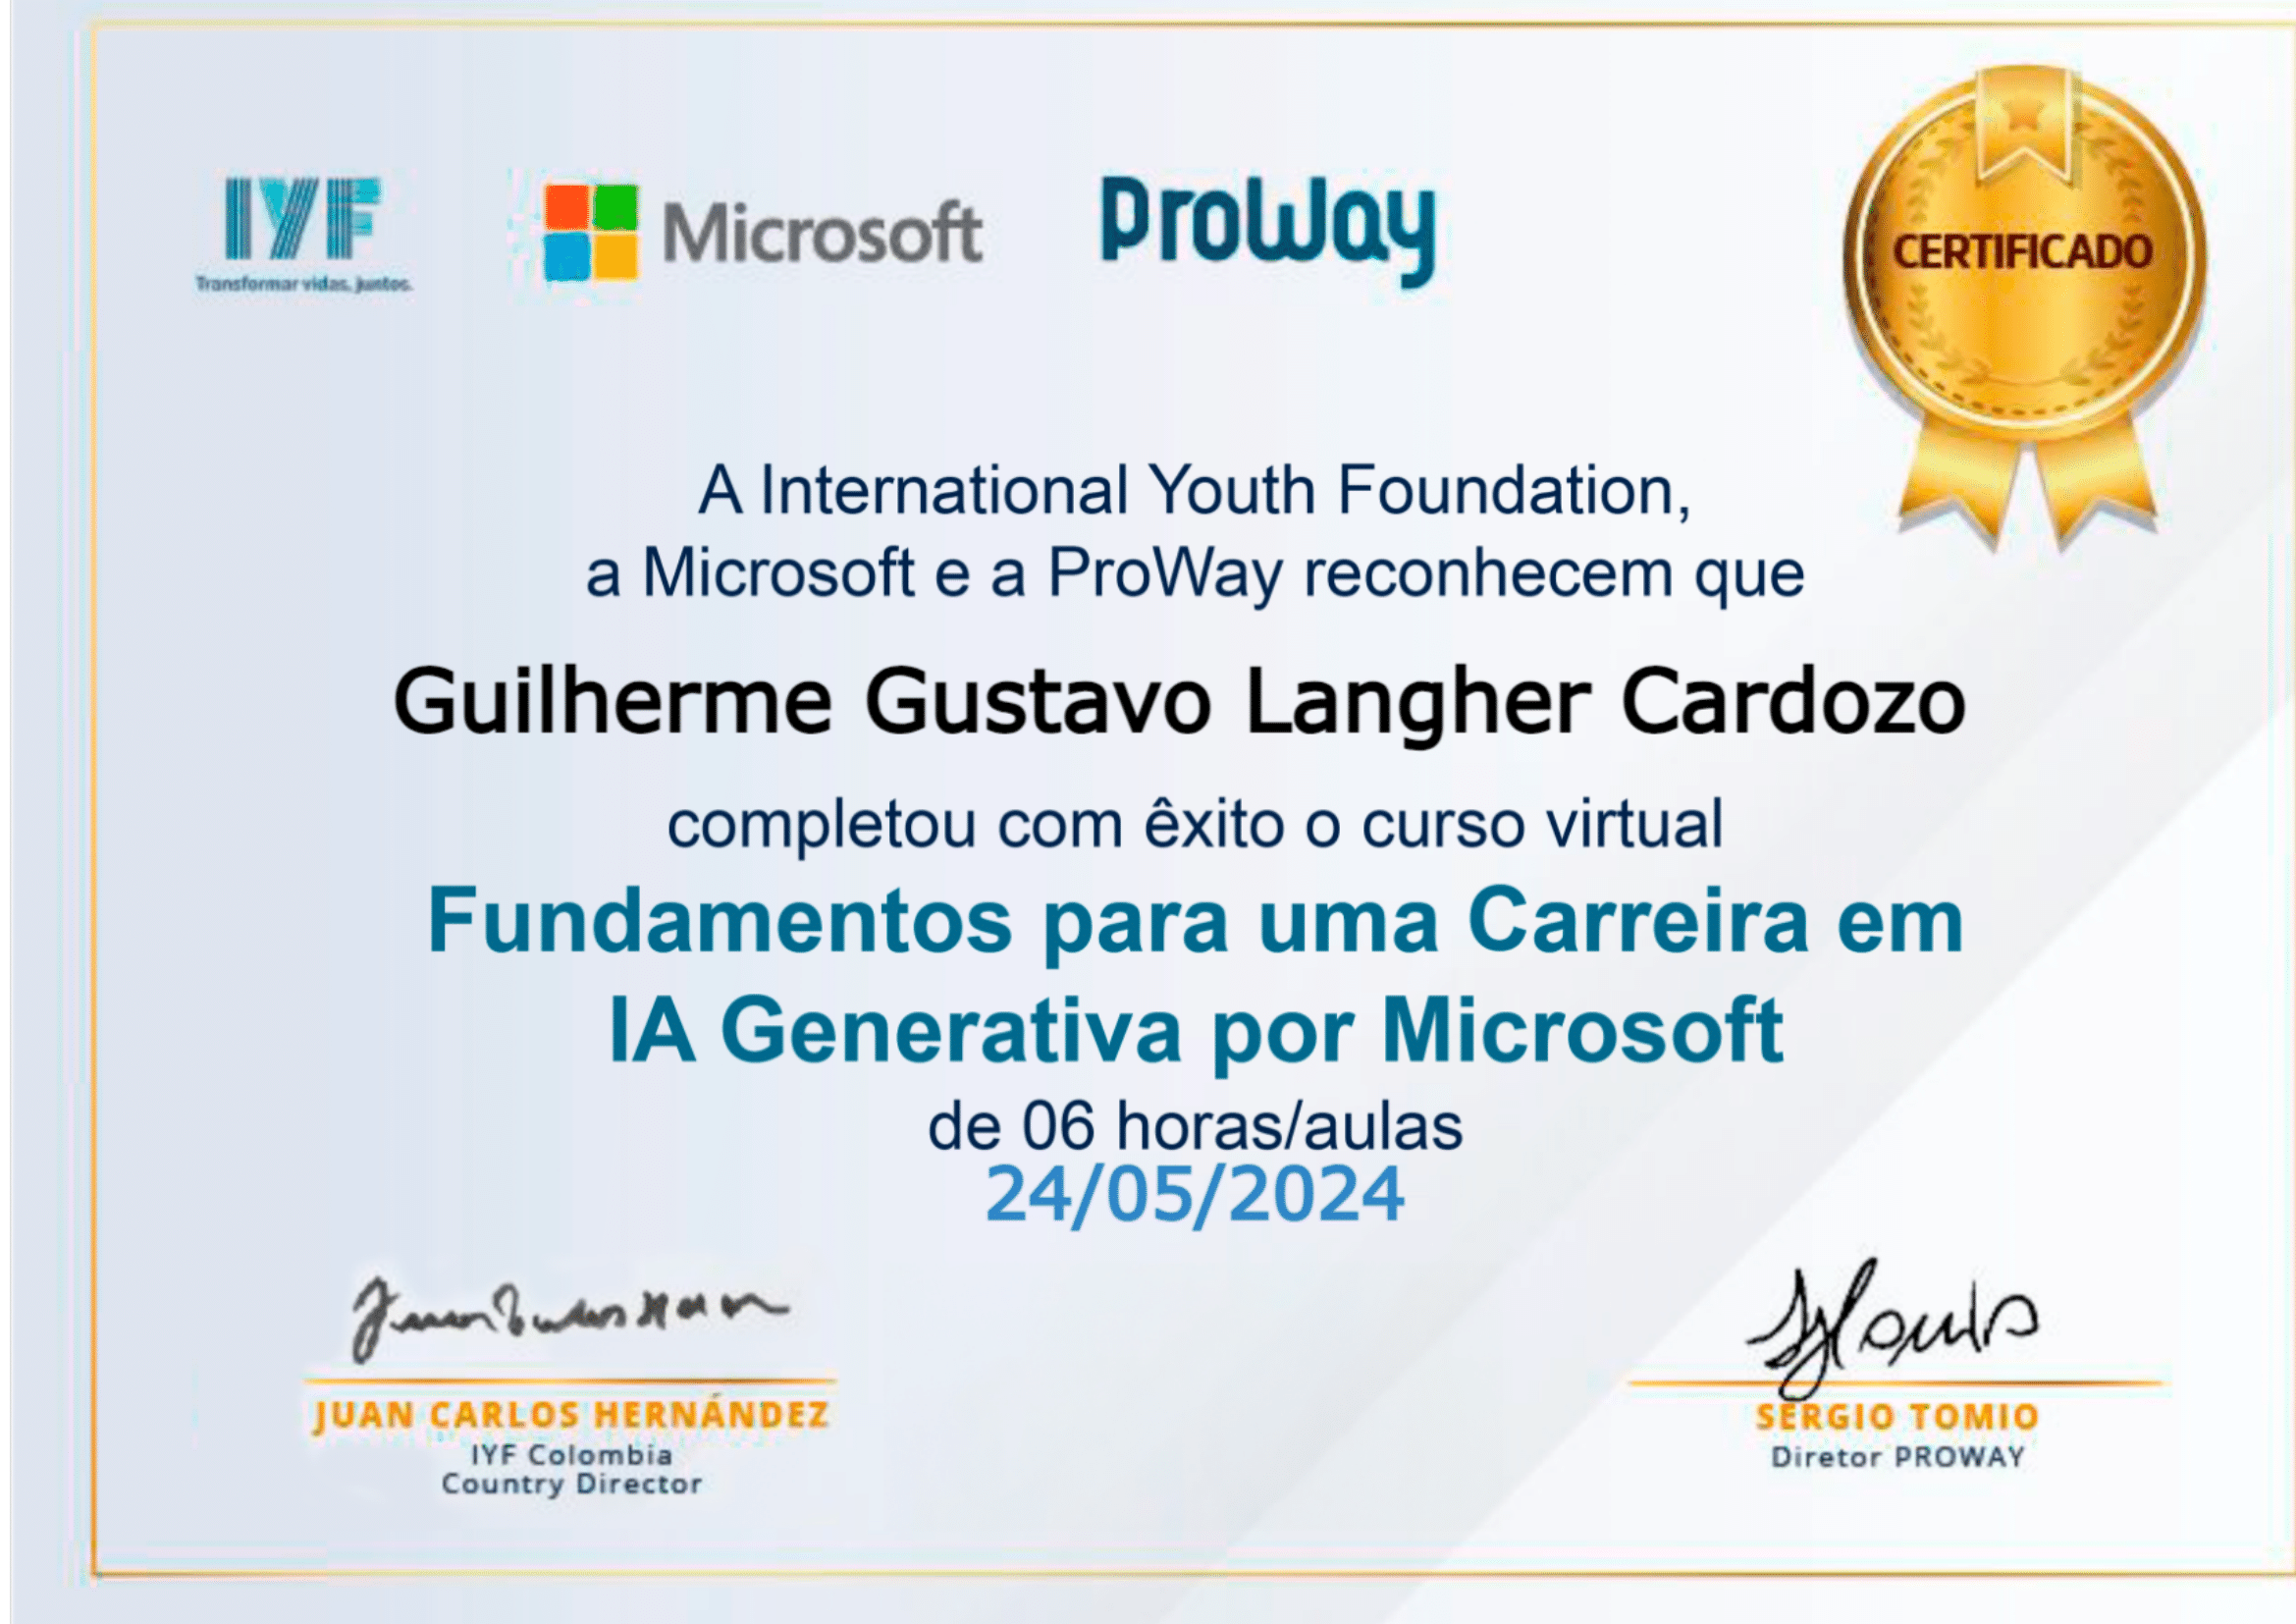 IYF
Transformar vidas, juntos.
Microsoft
ProWay
CERTIFICADO
A International Youth Foundation,
a Microsoft e a ProWay reconhecem que
Guilherme Gustavo Langher Cardozo
completou com êxito o curso virtual
Fundamentos para uma Carreira em
IA Generativa por Microsoft
de 06 horas/aulas
24/05/2024
JUAN CARLOS HERNÁNDEZ
IYF Colombia
Country Director
SERGIO TOMIO
Diretor PROWAY